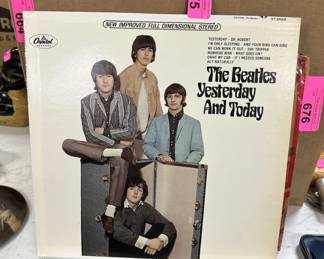 NEW IMPROVED FULL DIMENSIONAL STEREO
Capitol
YESTERDAY · DR. ROBERT
I'M ONLY SLEEPING · AND YOUR BIRD CAN SING
WE CAN WORK IT OUT · DAY TRIPPER
NOWHERE MAN · WHAT GOES ON?
DRIVE MY CAR · IF I NEEDED SOMEONE
ACT NATURALLY
The Beatles
Yesterday
And Today
676